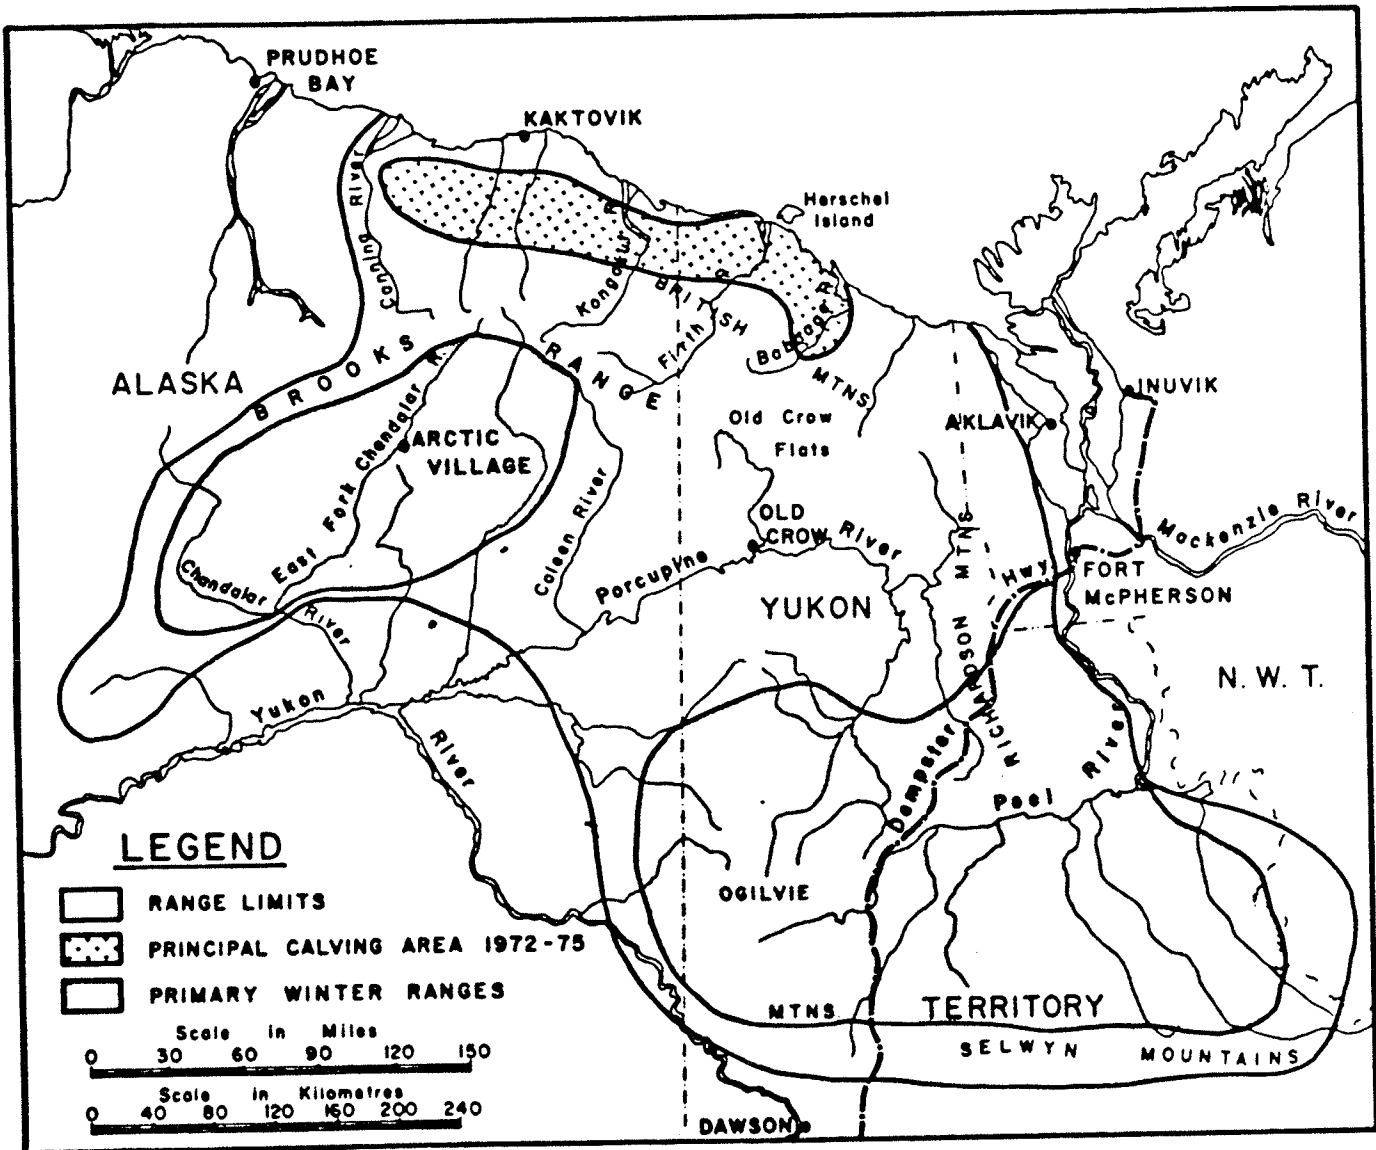 PRUDHOE
BAY
KAKTOVIK
Herschel
Island
Canning River
Kongakut R
Firth R
Babbage R
BRITISH
MTNS
BROOKS RANGE
ALASKA
INUVIK
AKLAVIK
Old Crow
Flats
ARCTIC
VILLAGE
East Fork Chandalar R.
Chandalar River
Coleen River
OLD
CROW
Porcupine River
Mackenzie River
FORT
McPHERSON
Dempster Hwy
YUKON
RICHARDSON MTNS
N. W. T.
Yukon River
Peel River
OGILVIE
MTNS
TERRITORY
SELWYN MOUNTAINS
DAWSON
LEGEND
RANGE LIMITS
PRINCIPAL CALVING AREA 1972-75
PRIMARY WINTER RANGES
Scale in Miles
0 30 60 90 120 150
Scale in Kilometres
0 40 80 120 160 200 240